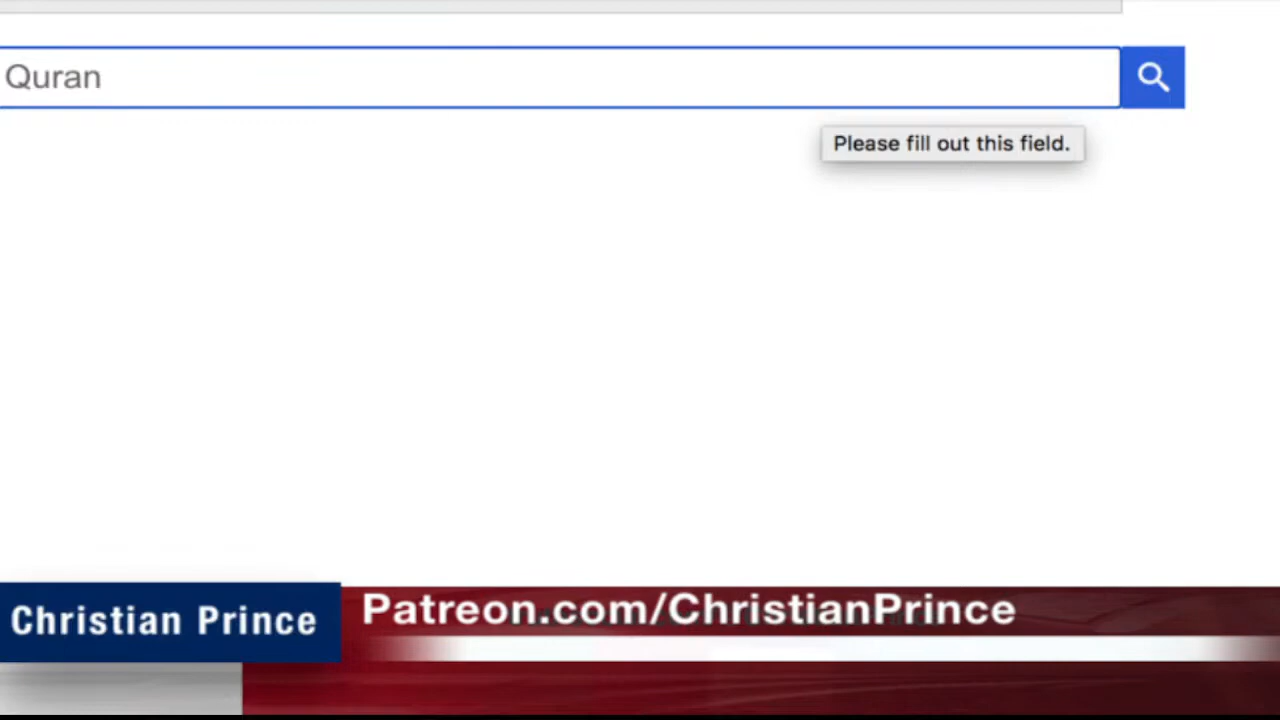 Quran
Please fill out this field.
Christian Prince
Patreon.com/ChristianPrince